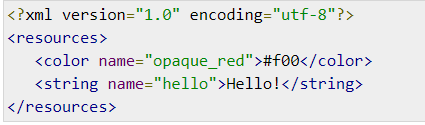 <?xml version="1.0" encoding="utf-8"?>
<resources>
   <color name="opaque_red">#f00</color>
   <string name="hello">Hello!</string>
</resources>